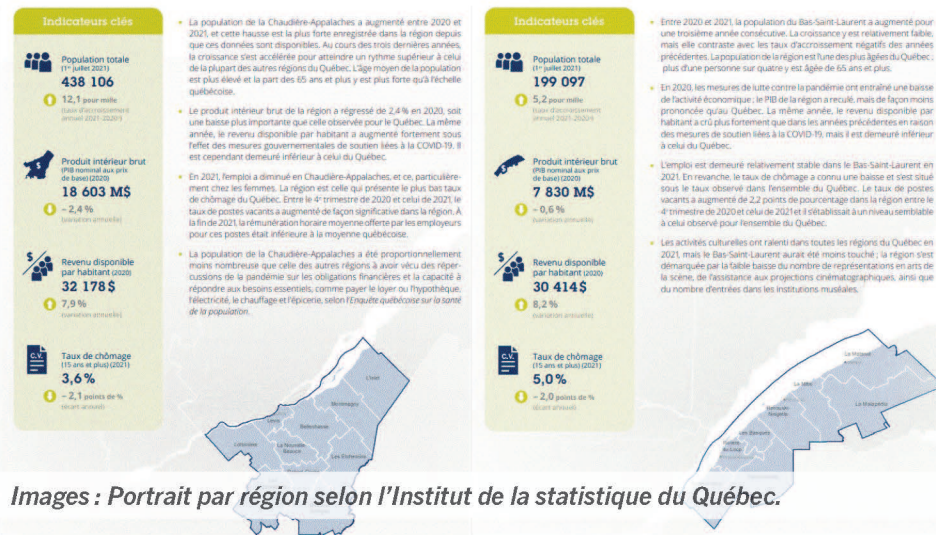 Indicateurs clés
Population totale
(1er juillet 2021)
438 106
12,1 pour mille
(taux d'accroissement
annuel 2021-2020r)
Produit intérieur brut
(PIB nominal aux prix
de base) (2020)
18 603 M$
– 2,4 %
(variation annuelle)
Revenu disponible
par habitant (2020)
32 178 $
7,9 %
(variation annuelle)
C.V.
Taux de chômage
(15 ans et plus) (2021)
3,6 %
– 2,1 points de %
(écart annuel)
La population de la Chaudière-Appalaches a augmenté entre 2020 et
2021, et cette hausse est la plus forte enregistrée dans la région depuis
que ces données sont disponibles. Au cours des trois dernières années,
la croissance s'est accélérée pour atteindre un rythme supérieur à celui
de la plupart des autres régions du Québec. L'âge moyen de la population
est plus élevé et la part des 65 ans et plus y est plus forte qu'à l'échelle
québécoise.
Le produit intérieur brut de la région a régressé de 2,4 % en 2020, soit
une baisse plus importante que celle observée pour le Québec. La même
année, le revenu disponible par habitant a augmenté fortement sous
l'effet des mesures gouvernementales de soutien liées à la COVID-19. Il
est cependant demeuré inférieur à celui du Québec.
En 2021, l'emploi a diminué en Chaudière-Appalaches, et ce, particulière-
ment chez les femmes. La région est celle qui présente le plus bas taux
de chômage du Québec. Entre le 4e trimestre de 2020 et celui de 2021, le
taux de postes vacants a augmenté de façon significative dans la région. À
la fin de 2021, la rémunération horaire moyenne offerte par les employeurs
pour ces postes était inférieure à la moyenne québécoise.
La population de la Chaudière-Appalaches a été proportionnellement
moins nombreuse que celle des autres régions à avoir vécu des réper-
cussions de la pandémie sur les obligations financières et la capacité à
répondre aux besoins essentiels, comme payer le loyer ou l'hypothèque,
l'électricité, le chauffage et l'épicerie, selon l'Enquête québécoise sur la santé
de la population.
L'Islet
Montmagny
Lévis
Bellechasse
Lotbinière
La Nouvelle-
Beauce
Les Etchemins
Indicateurs clés
Population totale
(1er juillet 2021)
199 097
5,2 pour mille
(taux d'accroissement
annuel 2021-2020r)
Produit intérieur brut
(PIB nominal aux prix
de base) (2020)
7 830 M$
– 0,6 %
(variation annuelle)
Revenu disponible
par habitant (2020)
30 414 $
8,2 %
(variation annuelle)
C.V.
Taux de chômage
(15 ans et plus) (2021)
5,0 %
– 2,0 points de %
(écart annuel)
Entre 2020 et 2021, la population du Bas-Saint-Laurent a augmenté pour
une troisième année consécutive. La croissance y est relativement faible,
mais elle contraste avec les taux d'accroissement négatifs des années
précédentes. La population de la région est l'une des plus âgées du Québec ;
plus d'une personne sur quatre y est âgée de 65 ans et plus.
En 2020, les mesures de lutte contre la pandémie ont entraîné une baisse
de l'activité économique ; le PIB de la région a reculé, mais de façon moins
prononcée qu'au Québec. La même année, le revenu disponible par
habitant a crû plus fortement que dans les années précédentes en raison
des mesures de soutien liées à la COVID-19, mais il est demeuré inférieur
à celui du Québec.
L'emploi est demeuré relativement stable dans le Bas-Saint-Laurent en
2021. En revanche, le taux de chômage a connu une baisse et s'est situé
sous le taux observé dans l'ensemble du Québec. Le taux de postes
vacants a augmenté de 2,2 points de pourcentage dans la région entre le
4e trimestre de 2020 et celui de 2021 et il s'établissait à un niveau semblable
à celui observé pour l'ensemble du Québec.
Les activités culturelles ont ralenti dans toutes les régions du Québec en
2021, mais le Bas-Saint-Laurent aurait été moins touché ; la région s'est
démarquée par la faible baisse du nombre de représentations en arts de
la scène, de l'assistance aux projections cinématographiques, ainsi que
du nombre d'entrées dans les institutions muséales.
La Matanie
La Mitis
La Matapédia
Rimouski-
Neigette
Les Basques
Rivière-
du-Loup
Images : Portrait par région selon l'Institut de la statistique du Québec.